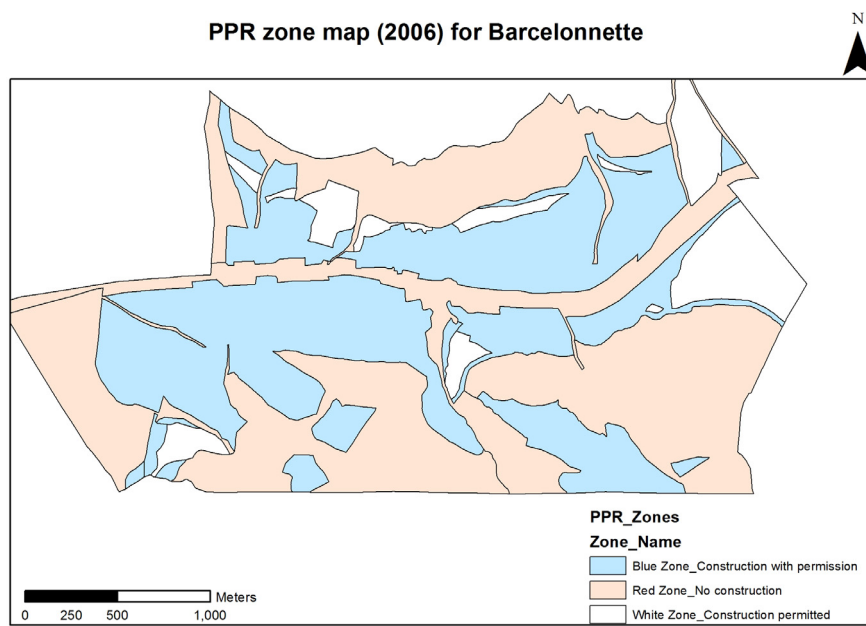 PPR zone map (2006) for Barcelonnette
N
PPR_Zones
Zone_Name
Blue Zone_Construction with permission
Red Zone_No construction
White Zone_Construction permitted
Meters
0 250 500 1,000